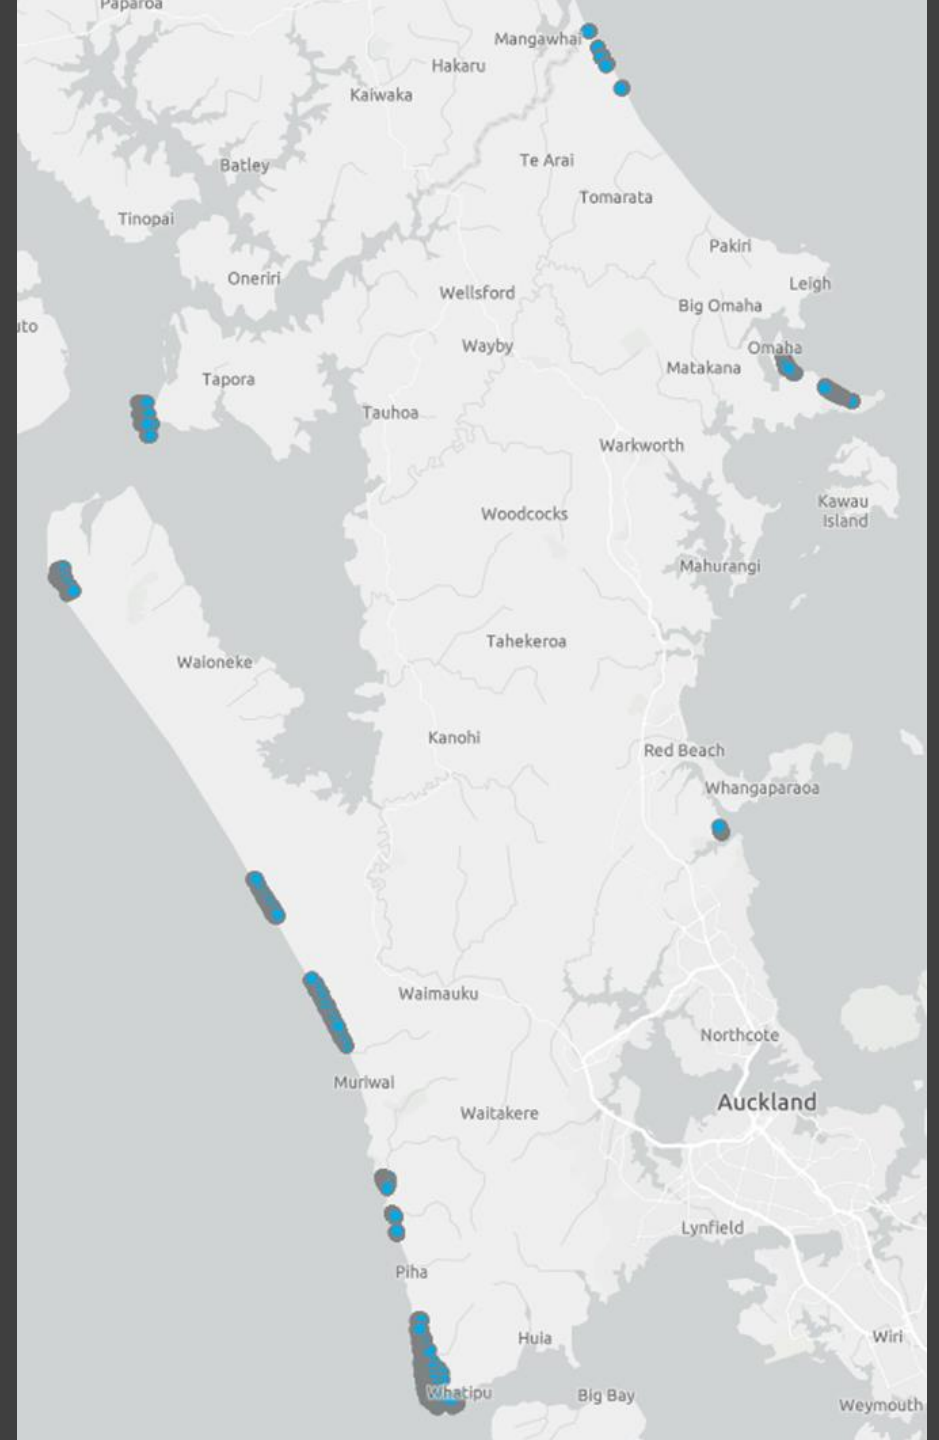 Paparoa
Mangawhai
Hakaru
Kaiwaka
Te Arai
Batley
Tomarata
Tinopai
Pakiri
Oneriri
Leigh
Wellsford
Big Omaha
uto
Wayby
Omaha
Matakana
Tapora
Tauhoa
Warkworth
Kawau
Island
Woodcocks
Mahurangi
Tahekeroa
Waioneke
Kanohi
Red Beach
Whangaparaoa
Waimauku
Northcote
Muriwai
Auckland
Waitakere
Lynfield
Piha
Huia
Wiri
Whatipu
Big Bay
Weymouth